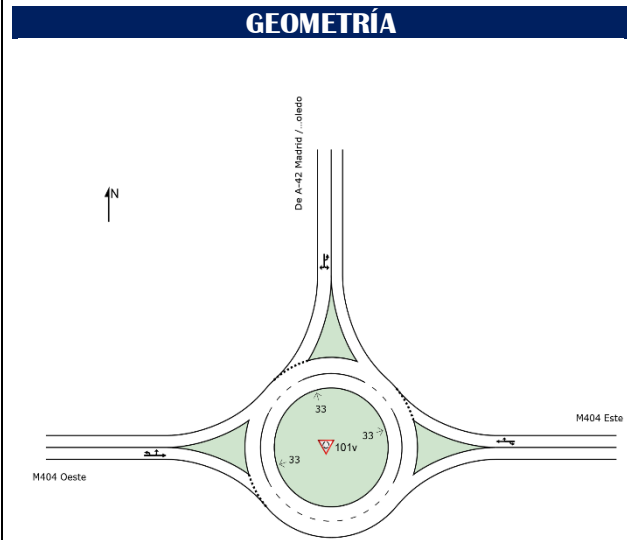 GEOMETRÍA
De A-42 Madrid /...oledo
N
M404 Este
33
33
101v
33
M404 Oeste